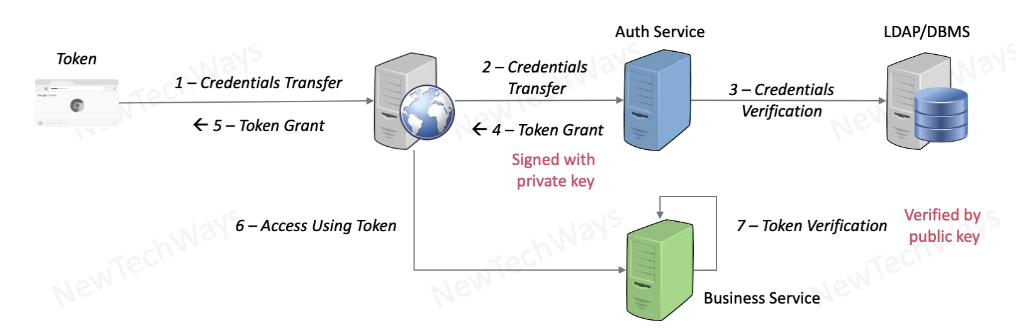 Token
Auth Service
LDAP/DBMS
1 – Credentials Transfer
2 – Credentials
Transfer
3 – Credentials
Verification
← 5 – Token Grant
← 4 – Token Grant
Signed with
private key
6 – Access Using Token
7 – Token Verification
Verified by
public key
Business Service
NewTechWays
NewTechWays
NewTechWays
NewTechWays
NewTechWays
NewTechWays